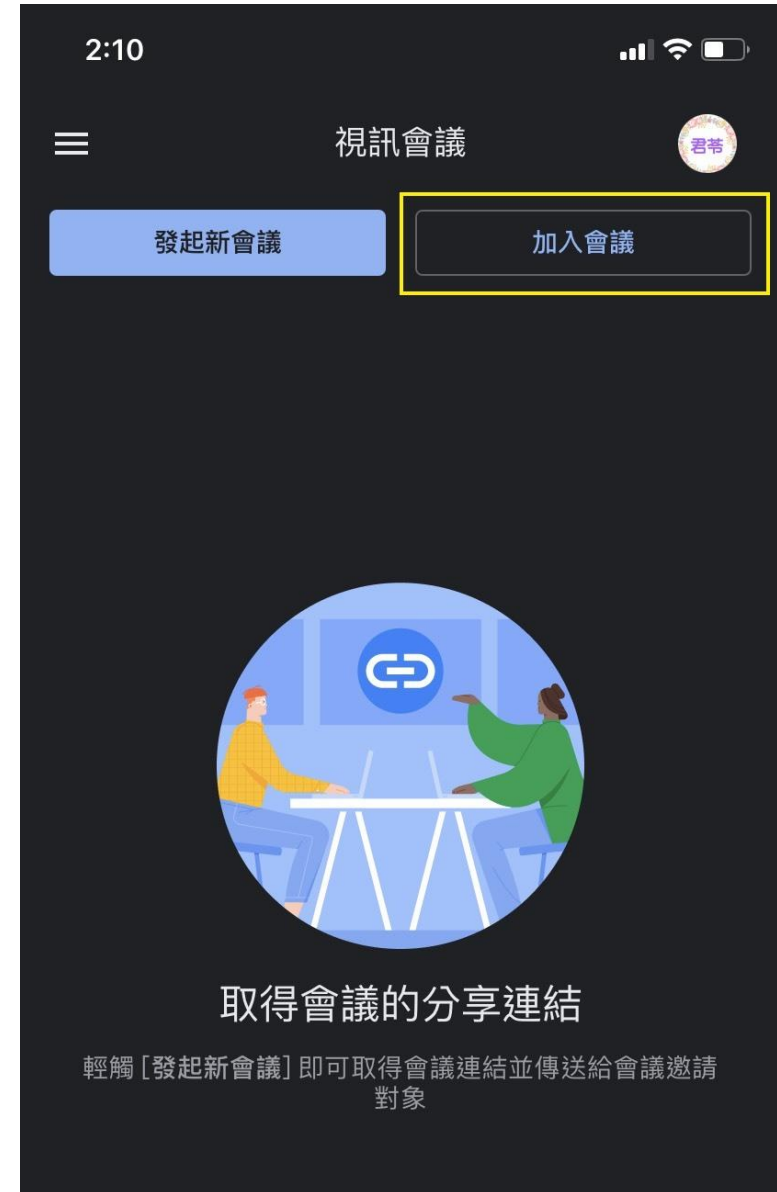 2:10
視訊會議
君苓
發起新會議
加入會議
取得會議的分享連結
輕觸 [發起新會議] 即可取得會議連結並傳送給會議邀請
對象